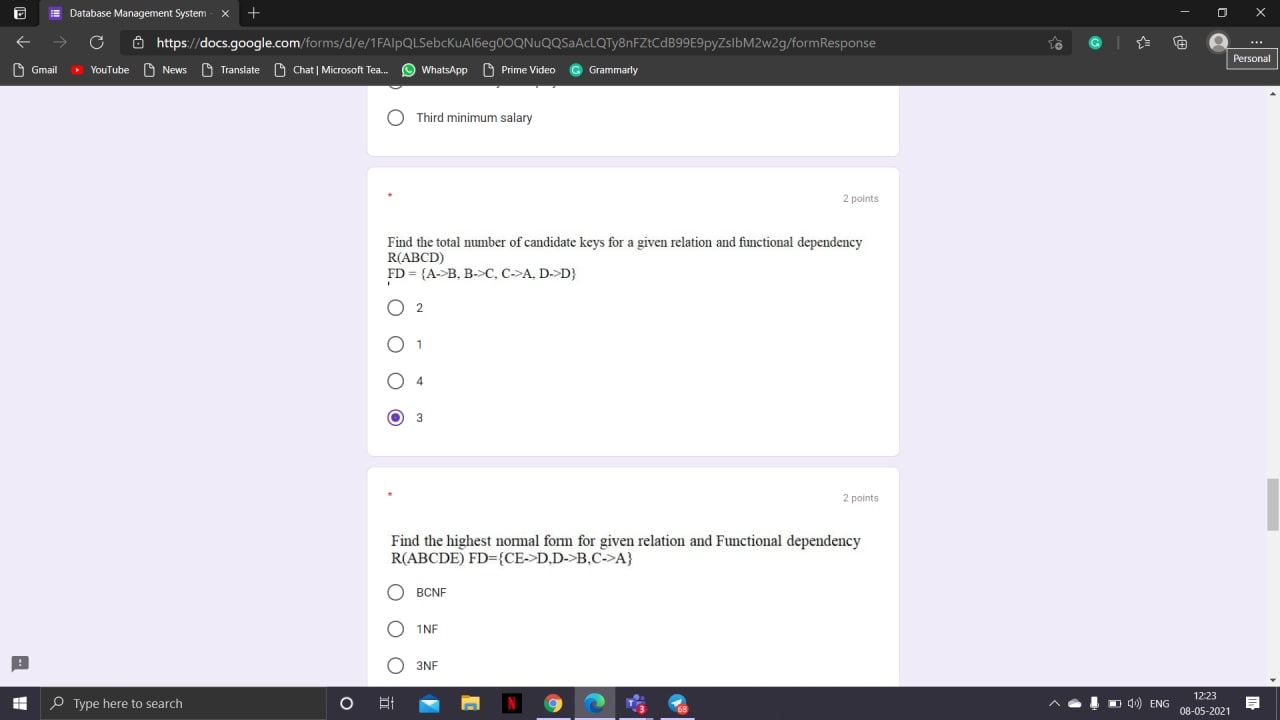 Database Management System
https://docs.google.com/forms/d/e/1FAIpQLSebcKuAI6eg0OQNuQQSaAcLQTy8nFZtCdB99E9pyZsIbM2w2g/formResponse
Personal
Gmail YouTube News Translate Chat | Microsoft Tea... WhatsApp Prime Video Grammarly
Third minimum salary
* 2 points
Find the total number of candidate keys for a given relation and functional dependency
R(ABCD)
FD = {A->B, B->C, C->A, D->D}
2
1
4
3
* 2 points
Find the highest normal form for given relation and Functional dependency
R(ABCDE) FD={CE->D,D->B,C->A}
BCNF
1NF
3NF
Type here to search
3
68
ENG
12:23
08-05-2021